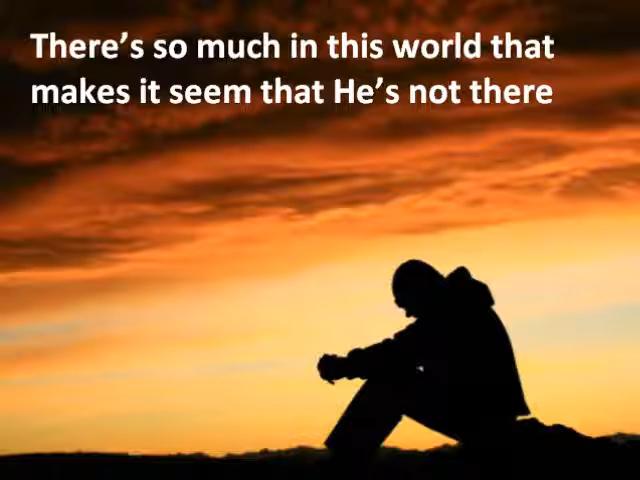 There’s so much in this world that
makes it seem that He’s not there